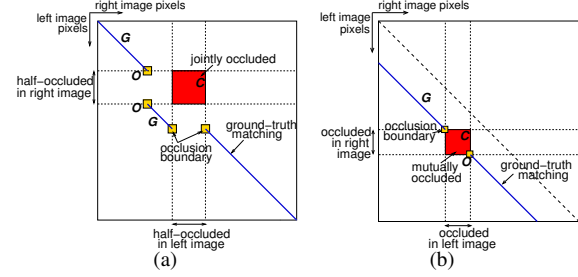 right image pixels
left image
pixels
G
jointly occluded
C
half-occluded
in right image
O
O
G
ground-truth
matching
occlusion
boundary
half-occluded
in left image
(a)
right image pixels
left image
pixels
G
occlusion
boundary
occluded
in right
image
C
O
mutually
occluded
ground-truth
matching
occluded
in left image
(b)